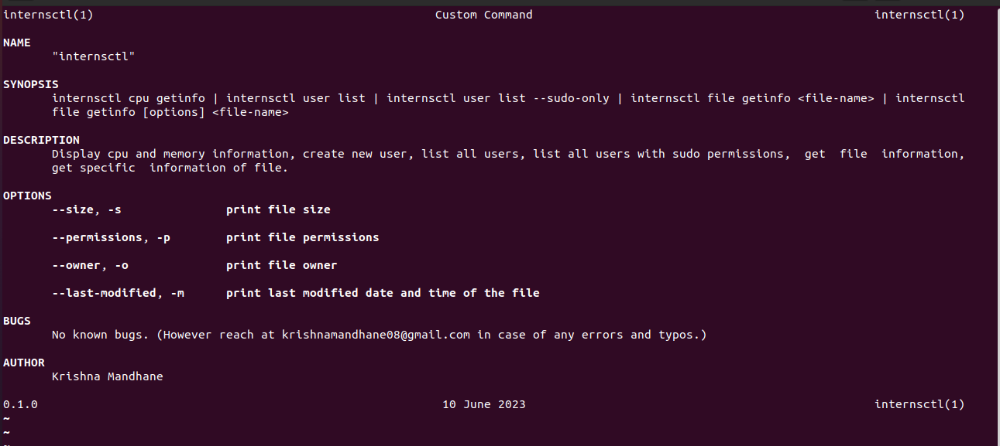 internsctl(1) Custom Command internsctl(1)
NAME
"internsctl"
SYNOPSIS
internsctl cpu getinfo | internsctl user list | internsctl user list --sudo-only | internsctl file getinfo <file-name> | internsctl
file getinfo [options] <file-name>
DESCRIPTION
Display cpu and memory information, create new user, list all users, list all users with sudo permissions,  get  file  information,
get specific  information of file.
OPTIONS
--size, -s print file size
--permissions, -p print file permissions
--owner, -o print file owner
--last-modified, -m print last modified date and time of the file
BUGS
No known bugs. (However reach at krishnamandhane08@gmail.com in case of any errors and typos.)
AUTHOR
Krishna Mandhane
0.1.0 10 June 2023 internsctl(1)
~
~
~